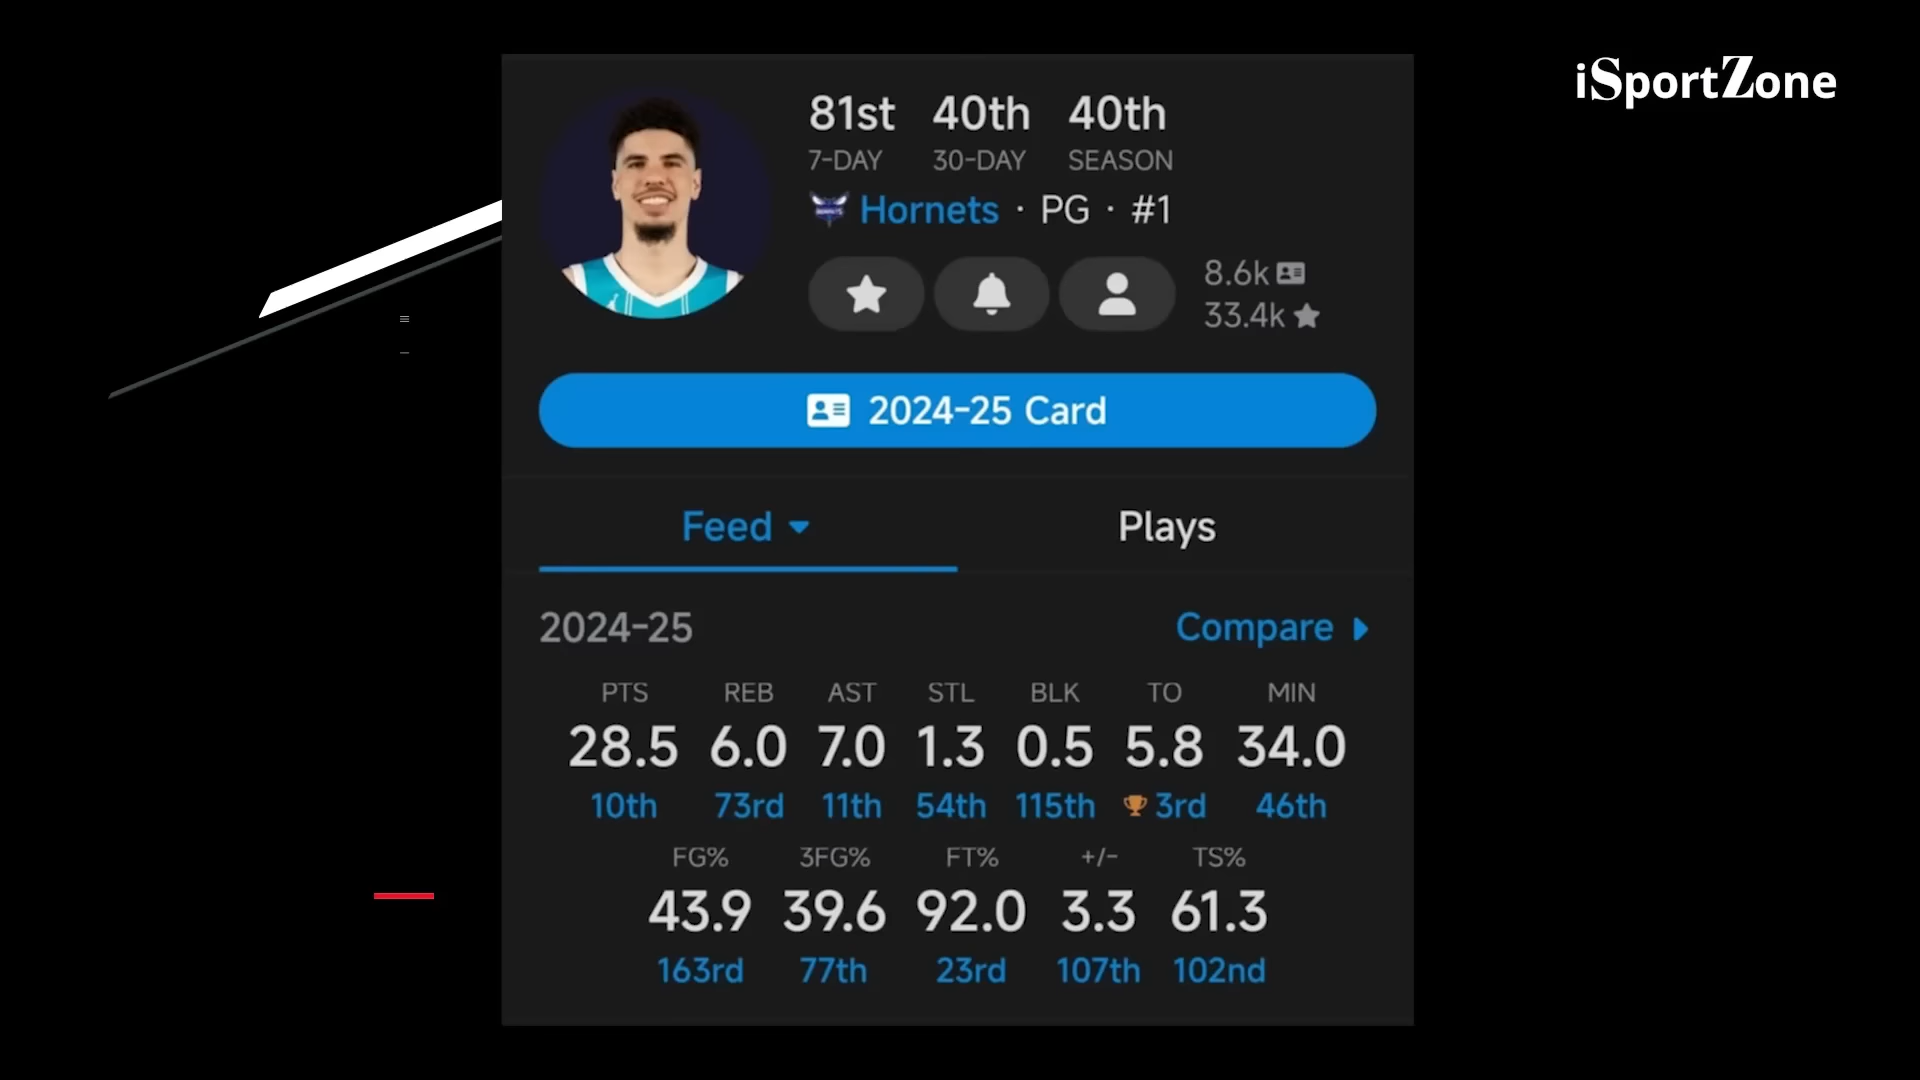 iSportZone
81st 40th 40th
7-DAY 30-DAY SEASON
Hornets · PG · #1
8.6k
33.4k
2024-25 Card
Feed Plays
2024-25 Compare
PTS REB AST STL BLK TO MIN
28.5 6.0 7.0 1.3 0.5 5.8 34.0
10th 73rd 11th 54th 115th 3rd 46th
FG% 3FG% FT% +/- TS%
43.9 39.6 92.0 3.3 61.3
163rd 77th 23rd 107th 102nd